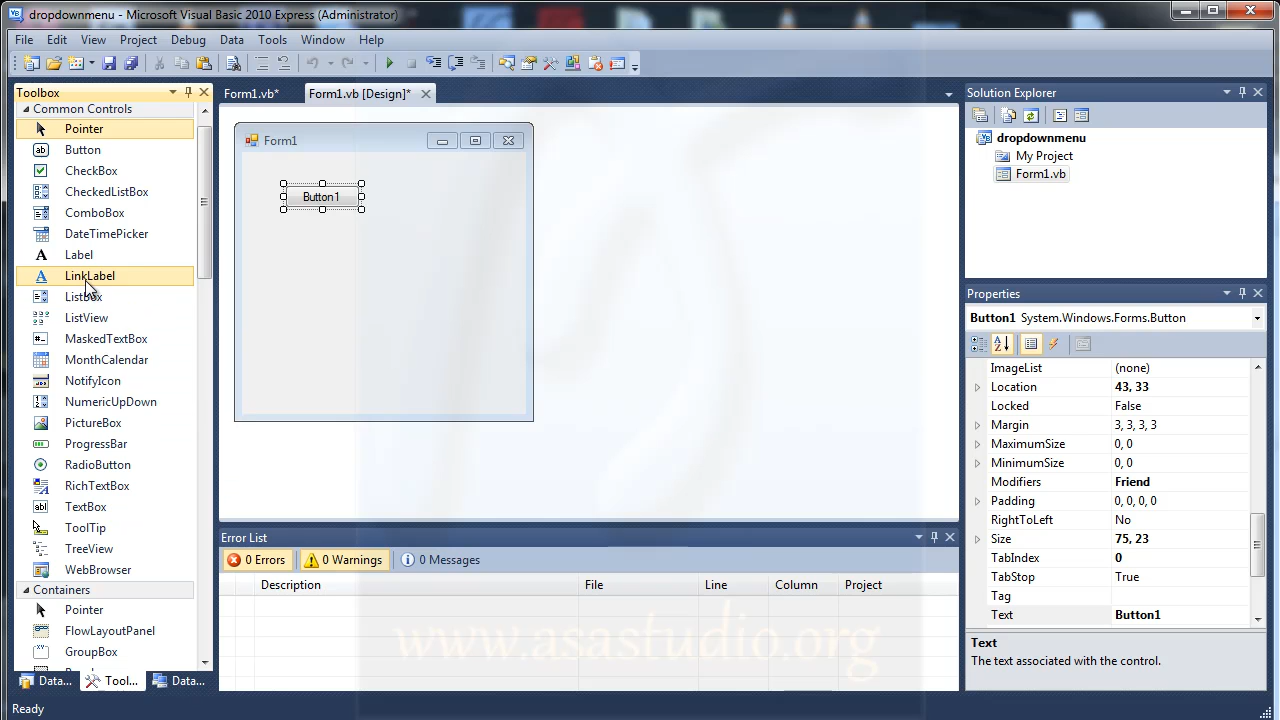 dropdownmenu - Microsoft Visual Basic 2010 Express (Administrator)
File Edit View Project Debug Data Tools Window Help
Toolbox
Common Controls
Pointer
Button
CheckBox
CheckedListBox
ComboBox
DateTimePicker
Label
LinkLabel
ListBox
ListView
MaskedTextBox
MonthCalendar
NotifyIcon
NumericUpDown
PictureBox
ProgressBar
RadioButton
RichTextBox
TextBox
ToolTip
TreeView
WebBrowser
Containers
Pointer
FlowLayoutPanel
GroupBox
Data... Tool... Data...
Form1.vb* Form1.vb [Design]*
Form1
Button1
Error List
0 Errors 0 Warnings 0 Messages
Description File Line Column Project
www.asastudio.org
Solution Explorer
dropdownmenu
My Project
Form1.vb
Properties
Button1 System.Windows.Forms.Button
ImageList (none)
Location 43, 33
Locked False
Margin 3, 3, 3, 3
MaximumSize 0, 0
MinimumSize 0, 0
Modifiers Friend
Padding 0, 0, 0, 0
RightToLeft No
Size 75, 23
TabIndex 0
TabStop True
Tag
Text Button1
Text
The text associated with the control.
Ready